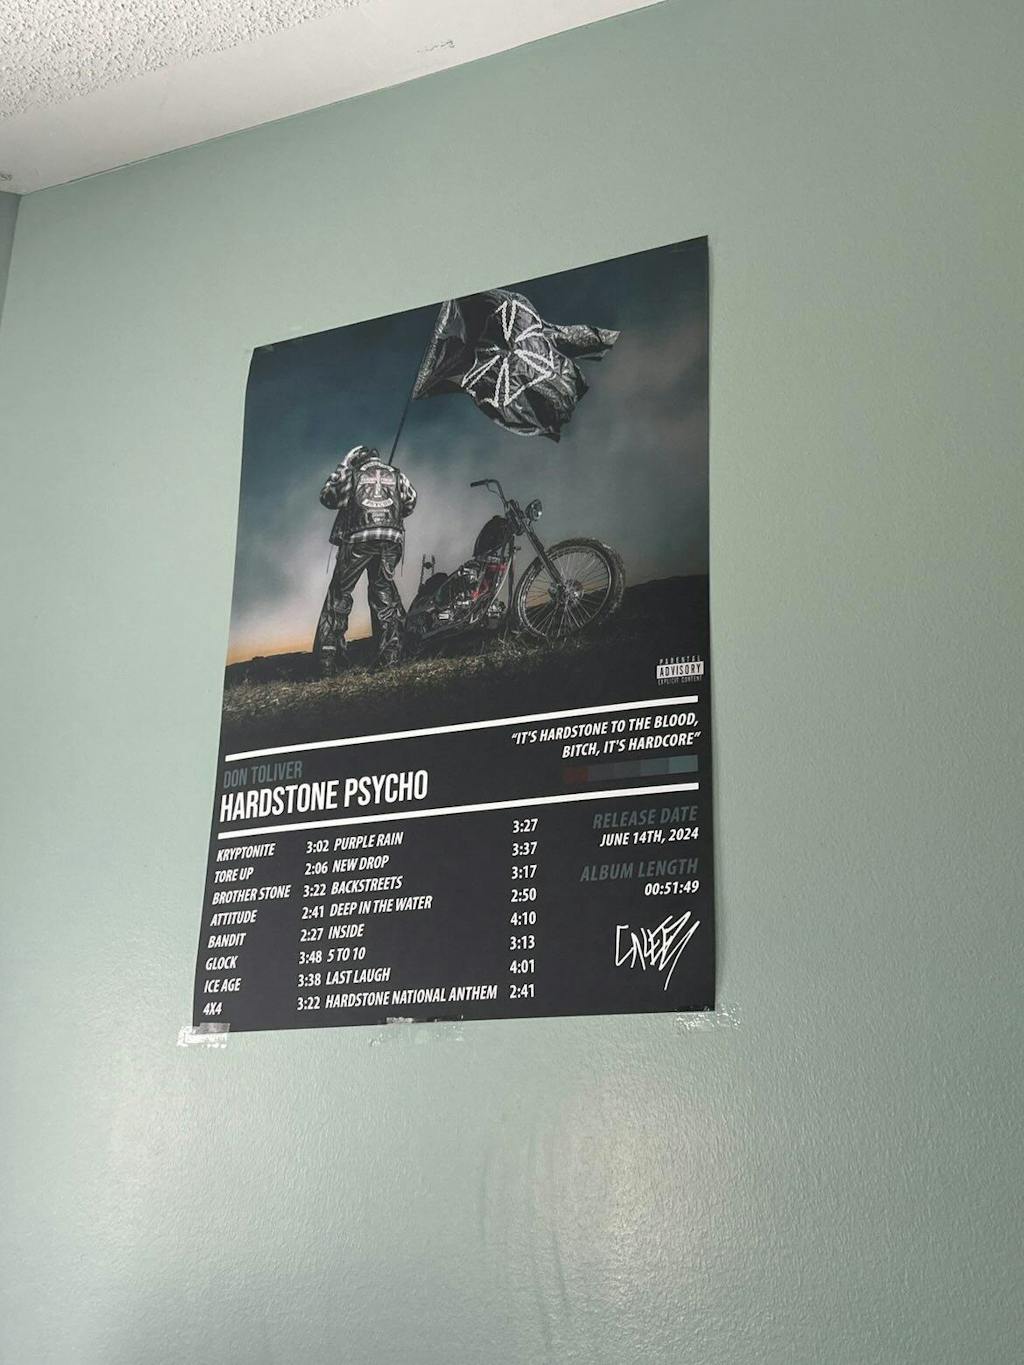 PSYCHO
PARENTAL
ADVISORY
EXPLICIT CONTENT
“IT'S HARDSTONE TO THE BLOOD,
BITCH, IT'S HARDCORE”
DON TOLIVER
HARDSTONE PSYCHO
KRYPTONITE 3:02 PURPLE RAIN 3:27
TORE UP 2:06 NEW DROP 3:37
BROTHER STONE 3:22 BACKSTREETS 3:17
ATTITUDE 2:41 DEEP IN THE WATER 2:50
BANDIT 2:27 INSIDE 4:10
GLOCK 3:48 5 TO 10 3:13
ICE AGE 3:38 LAST LAUGH 4:01
4X4 3:22 HARDSTONE NATIONAL ANTHEM 2:41
RELEASE DATE
JUNE 14TH, 2024
ALBUM LENGTH
00:51:49